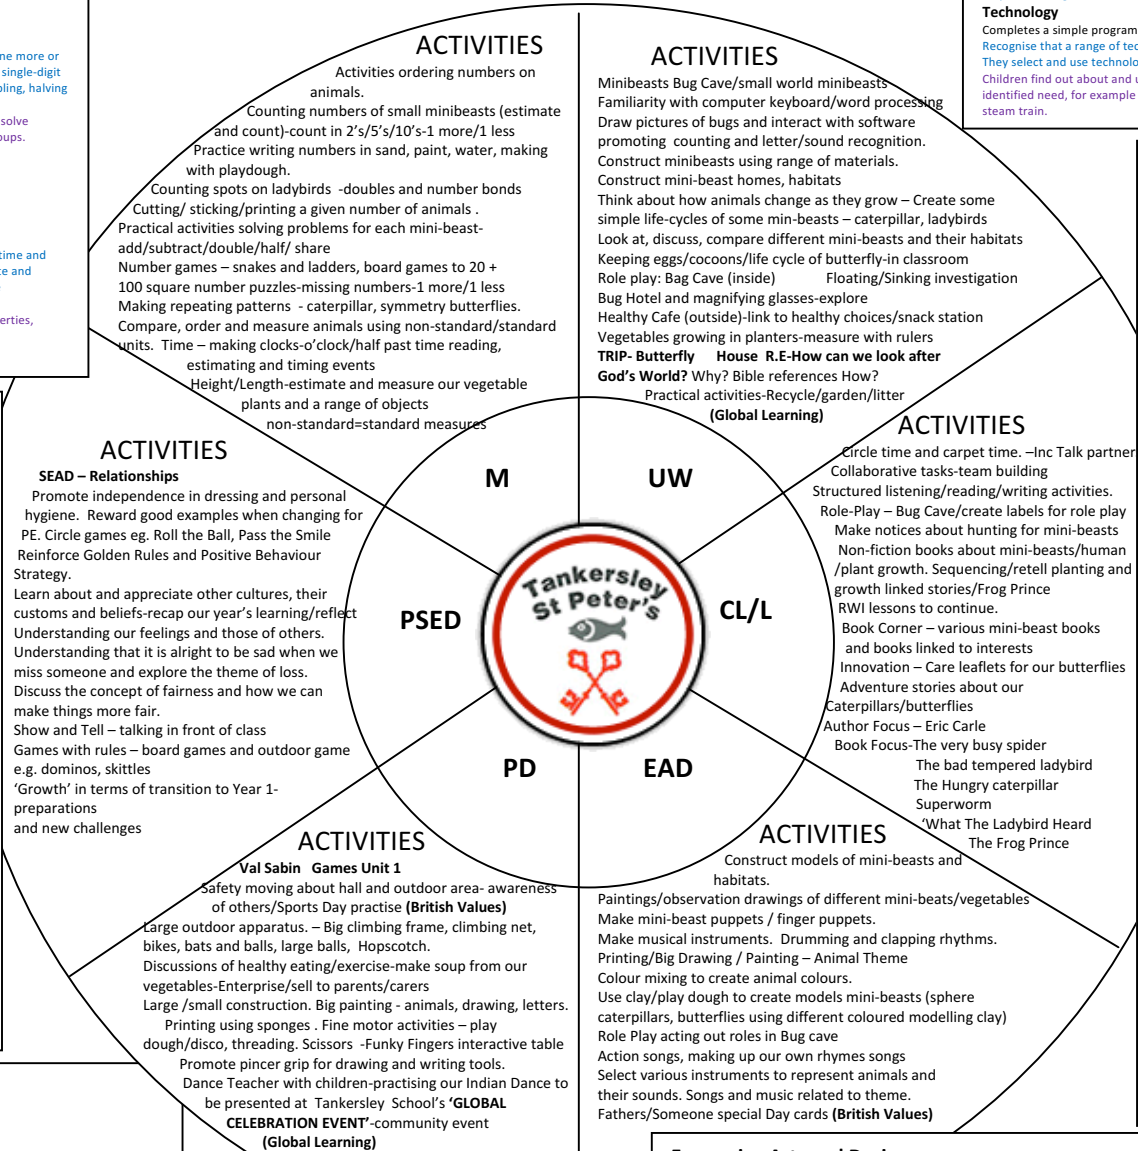 ne more or
single-digit
bling, halving
solve
oups.
time and
te and
erties,
Technology
Completes a simple program
Recognise that a range of tec
They select and use technolo
Children find out about and u
identified need, for example
steam train.
ACTIVITIES
Activities ordering numbers on
animals.
Counting numbers of small minibeasts (estimate
and count)-count in 2’s/5’s/10’s-1 more/1 less
Practice writing numbers in sand, paint, water, making
with playdough.
Counting spots on ladybirds -doubles and number bonds
Cutting/ sticking/printing a given number of animals .
Practical activities solving problems for each mini-beast-
add/subtract/double/half/ share
Number games – snakes and ladders, board games to 20 +
100 square number puzzles-missing numbers-1 more/1 less
Making repeating patterns - caterpillar, symmetry butterflies.
Compare, order and measure animals using non-standard/standard
units. Time – making clocks-o’clock/half past time reading,
estimating and timing events
Height/Length-estimate and measure our vegetable
plants and a range of objects
non-standard=standard measures
ACTIVITIES
Minibeasts Bug Cave/small world minibeasts
Familiarity with computer keyboard/word processing
Draw pictures of bugs and interact with software
promoting counting and letter/sound recognition.
Construct minibeasts using range of materials.
Construct mini-beast homes, habitats
Think about how animals change as they grow – Create some
simple life-cycles of some min-beasts – caterpillar, ladybirds
Look at, discuss, compare different mini-beasts and their habitats
Keeping eggs/cocoons/life cycle of butterfly-in classroom
Role play: Bag Cave (inside) Floating/Sinking investigation
Bug Hotel and magnifying glasses-explore
Healthy Cafe (outside)-link to healthy choices/snack station
Vegetables growing in planters-measure with rulers
TRIP- Butterfly House R.E-How can we look after
God’s World? Why? Bible references How?
Practical activities-Recycle/garden/litter
(Global Learning)
ACTIVITIES
SEAD – Relationships
Promote independence in dressing and personal
hygiene. Reward good examples when changing for
PE. Circle games eg. Roll the Ball, Pass the Smile
Reinforce Golden Rules and Positive Behaviour
Strategy.
Learn about and appreciate other cultures, their
customs and beliefs-recap our year’s learning/reflect
Understanding our feelings and those of others.
Understanding that it is alright to be sad when we
miss someone and explore the theme of loss.
Discuss the concept of fairness and how we can
make things more fair.
Show and Tell – talking in front of class
Games with rules – board games and outdoor game
e.g. dominos, skittles
‘Growth’ in terms of transition to Year 1-
preparations
and new challenges
M
UW
PSED
Tankersley
St Peter's
CL/L
PD
EAD
ACTIVITIES
Circle time and carpet time. –Inc Talk partner
Collaborative tasks-team building
Structured listening/reading/writing activities.
Role-Play – Bug Cave/create labels for role play
Make notices about hunting for mini-beasts
Non-fiction books about mini-beasts/human
/plant growth. Sequencing/retell planting and
growth linked stories/Frog Prince
RWI lessons to continue.
Book Corner – various mini-beast books
and books linked to interests
Innovation – Care leaflets for our butterflies
Adventure stories about our
Caterpillars/butterflies
Author Focus – Eric Carle
Book Focus-The very busy spider
The bad tempered ladybird
The Hungry caterpillar
Superworm
‘What The Ladybird Heard
The Frog Prince
ACTIVITIES
Val Sabin Games Unit 1
Safety moving about hall and outdoor area- awareness
of others/Sports Day practise (British Values)
Large outdoor apparatus. – Big climbing frame, climbing net,
bikes, bats and balls, large balls, Hopscotch.
Discussions of healthy eating/exercise-make soup from our
vegetables-Enterprise/sell to parents/carers
Large /small construction. Big painting - animals, drawing, letters.
Printing using sponges . Fine motor activities – play
dough/disco, threading. Scissors -Funky Fingers interactive table
Promote pincer grip for drawing and writing tools.
Dance Teacher with children-practising our Indian Dance to
be presented at Tankersley School’s ‘GLOBAL
CELEBRATION EVENT’-community event
(Global Learning)
ACTIVITIES
Construct models of mini-beasts and
habitats.
Paintings/observation drawings of different mini-beats/vegetables
Make mini-beast puppets / finger puppets.
Make musical instruments. Drumming and clapping rhythms.
Printing/Big Drawing / Painting – Animal Theme
Colour mixing to create animal colours.
Use clay/play dough to create models mini-beasts (sphere
caterpillars, butterflies using different coloured modelling clay)
Role Play acting out roles in Bug cave
Action songs, making up our own rhymes songs
Select various instruments to represent animals and
their sounds. Songs and music related to theme.
Fathers/Someone special Day cards (British Values)